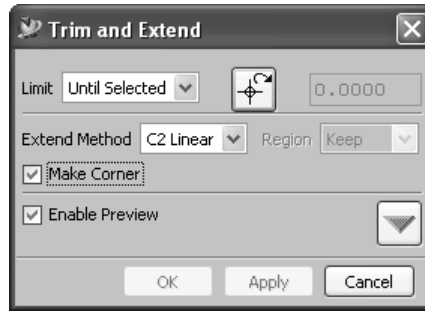 Trim and Extend
Limit Until Selected 0.0000
Extend Method C2 Linear Region Keep
Make Corner
Enable Preview
OK Apply Cancel